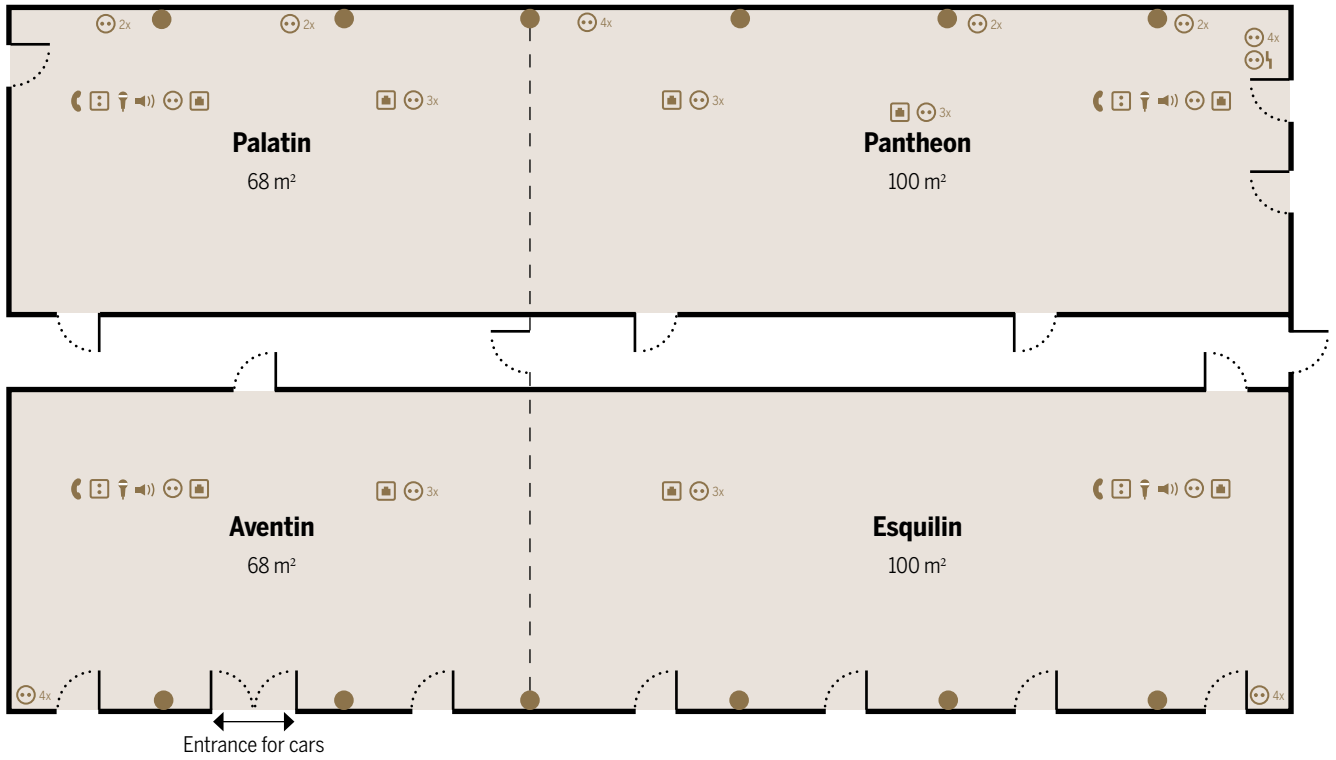 2x
2x
4x
2x
2x
4x
3x
3x
3x
Palatin
68 m²
Pantheon
100 m²
3x
3x
Aventin
68 m²
Esquilin
100 m²
4x
4x
Entrance for cars